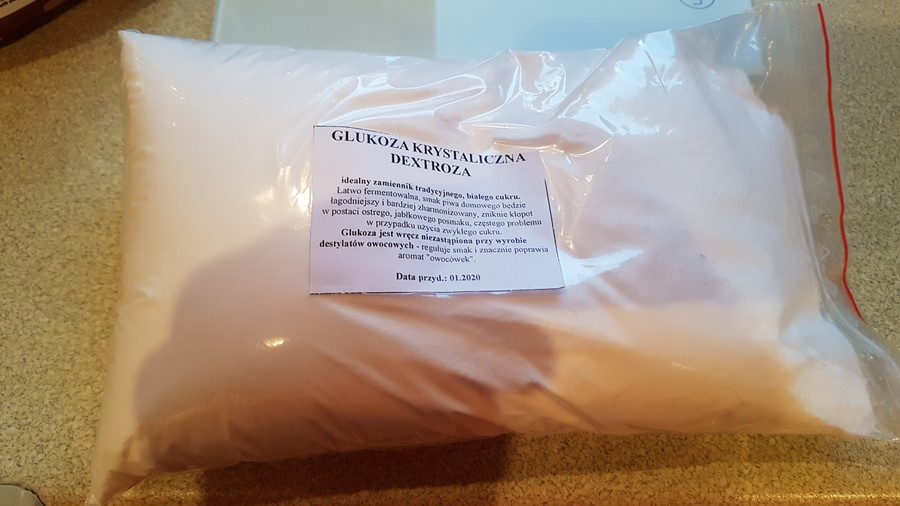 GLUKOZA KRYSTALICZNA
DEXTROZA
idealny zamiennik tradycyjnego, białego cukru.
Łatwo fermentowalna, smak piwa domowego będzie
łagodniejszy i bardziej zharmonizowany, zniknie kłopot
w postaci ostrego, jabłkowego posmaku, częstego problemu
w przypadku użycia zwykłego cukru.
Glukoza jest wręcz niezastąpiona przy wyrobie
destylatów owocowych - reguluje smak i znacznie poprawia
aromat "owocówek".
Data przyd.: 01.2020